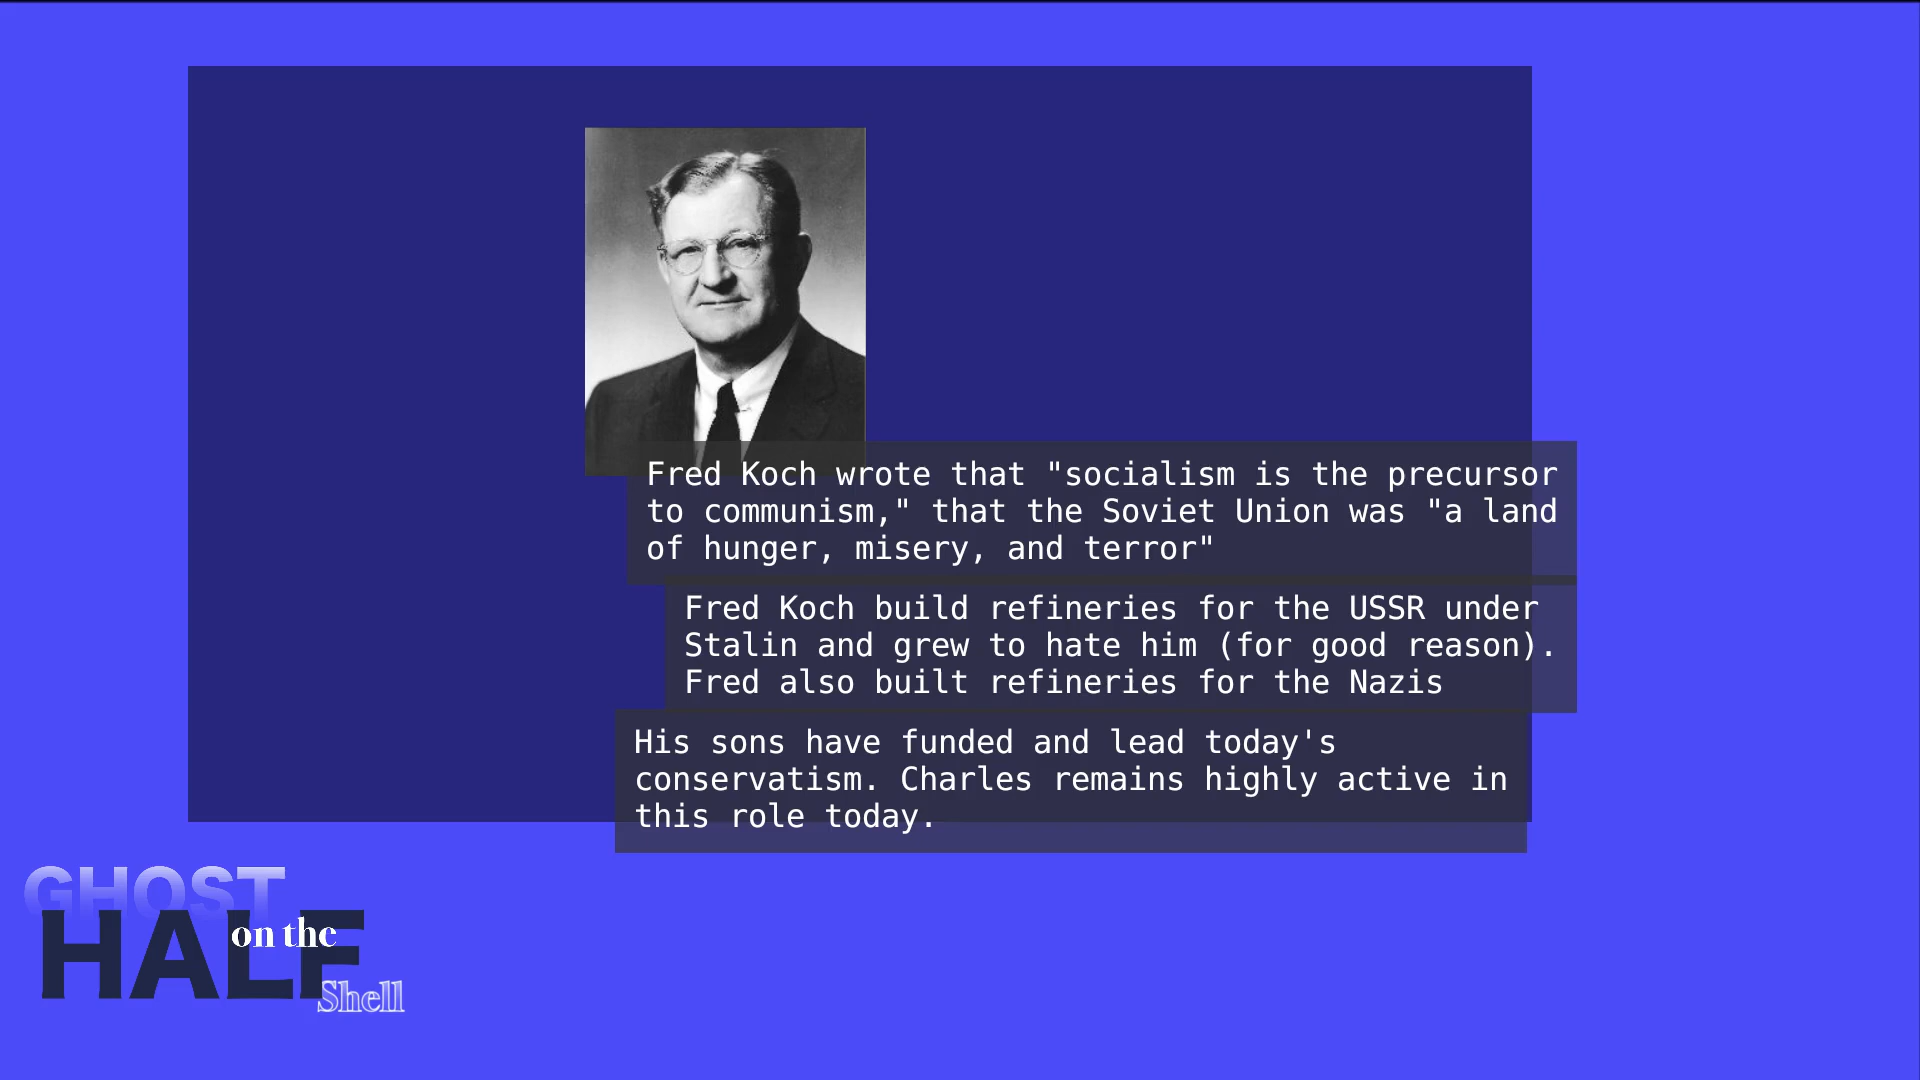 Fred Koch wrote that "socialism is the precursor
to communism," that the Soviet Union was "a land
of hunger, misery, and terror"
Fred Koch build refineries for the USSR under
Stalin and grew to hate him (for good reason).
Fred also built refineries for the Nazis
His sons have funded and lead today's
conservatism. Charles remains highly active in
this role today.
GHOST
on the
HALF
Shell